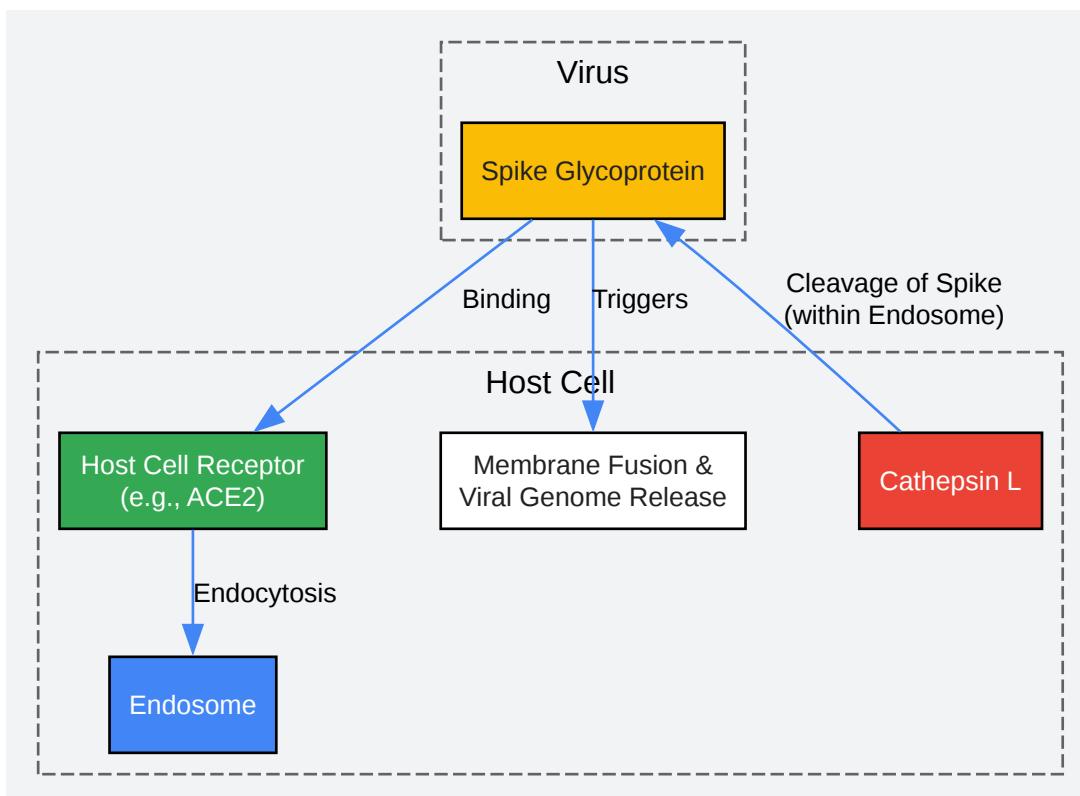 Virus
Spike Glycoprotein
Cleavage of Spike
(within Endosome)
Binding
Triggers
Host Cell
Host Cell Receptor
(e.g., ACE2)
Membrane Fusion &
Viral Genome Release
Cathepsin L
Endocytosis
Endosome